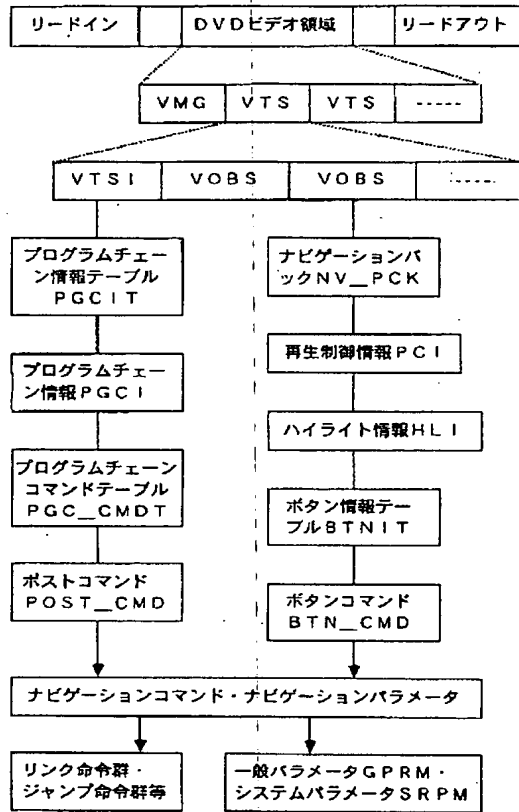 リードイン
DVDビデオ領域
リードアウト
VMG
VTS
VTS
-----
VTSI
VOBS
VOBS
-----
プログラムチェー
ン情報テーブル
PGCIT
ナビゲーションパ
ックNV__PCK
プログラムチェー
ン情報PGCI
再生制御情報PCI
ハイライト情報HLI
プログラムチェーン
コマンドテーブル
PGC__CMDT
ボタン情報テー
ブルBTNIT
ポストコマンド
POST__CMD
ボタンコマンド
BTN__CMD
ナビゲーションコマンド・ナビゲーションパラメータ
リンク命令群・
ジャンプ命令群等
一般パラメータGPRM・
システムパラメータSRPM